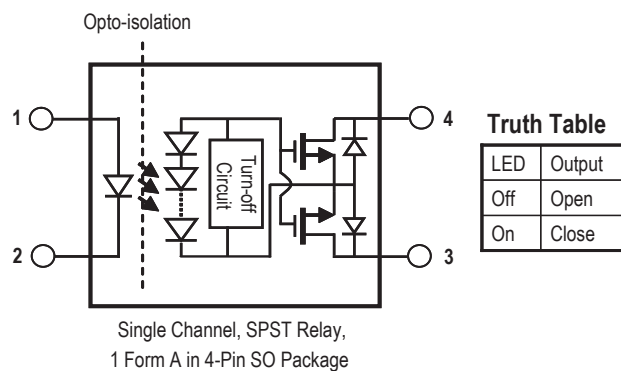 Opto-isolation
1
4
2
3
Turn-off
Circuit
Truth Table
LED Output
Off Open
On Close
Single Channel, SPST Relay,
1 Form A in 4-Pin SO Package